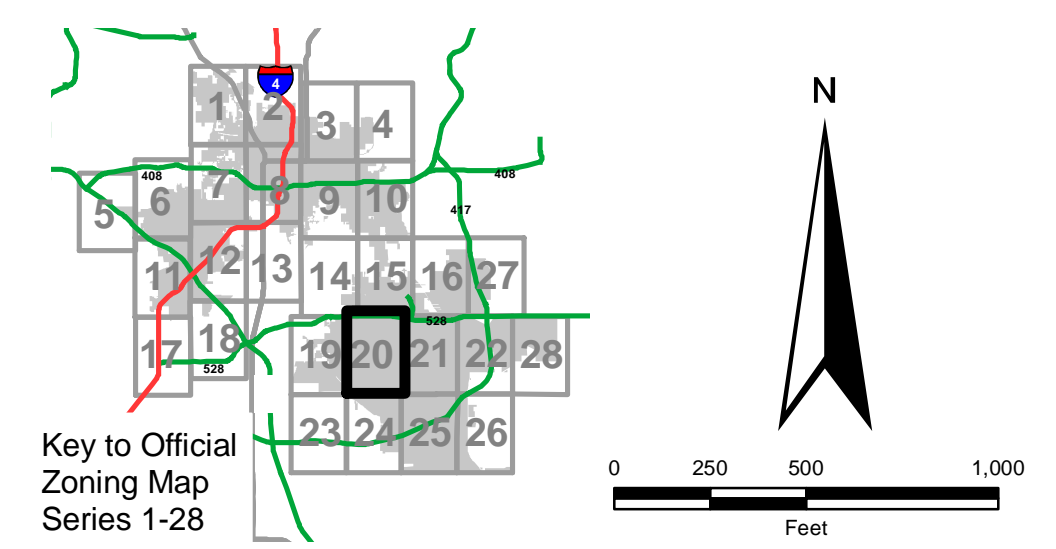 N
4
1 2 3 4
408
408
5 6 7 8 9 10
417
11 12 13 14 15 16 27
528
17 18 19 20 21 22 28
528
23 24 25 26
Key to Official
Zoning Map
Series 1-28
0 250 500 1,000
Feet